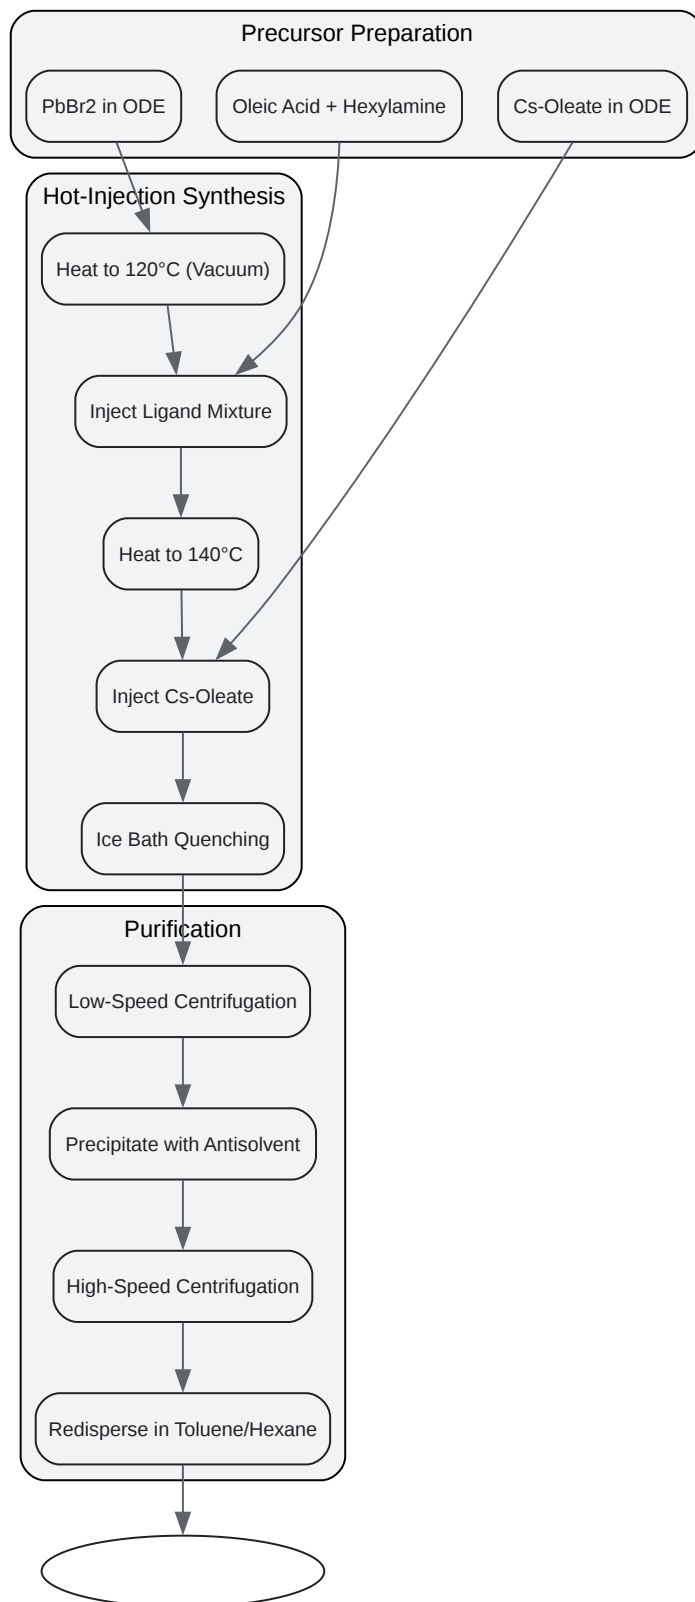 Precursor Preparation
PbBr2 in ODE
Oleic Acid + Hexylamine
Cs-Oleate in ODE
Hot-Injection Synthesis
Heat to 120°C (Vacuum)
Inject Ligand Mixture
Heat to 140°C
Inject Cs-Oleate
Ice Bath Quenching
Purification
Low-Speed Centrifugation
Precipitate with Antisolvent
High-Speed Centrifugation
Redisperse in Toluene/Hexane